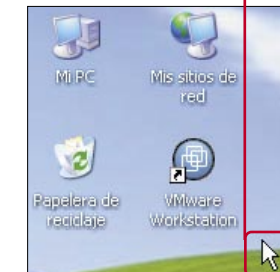 Mi PC
Mis sitios de
red
Papelera de
reciclaje
VMware
Workstation